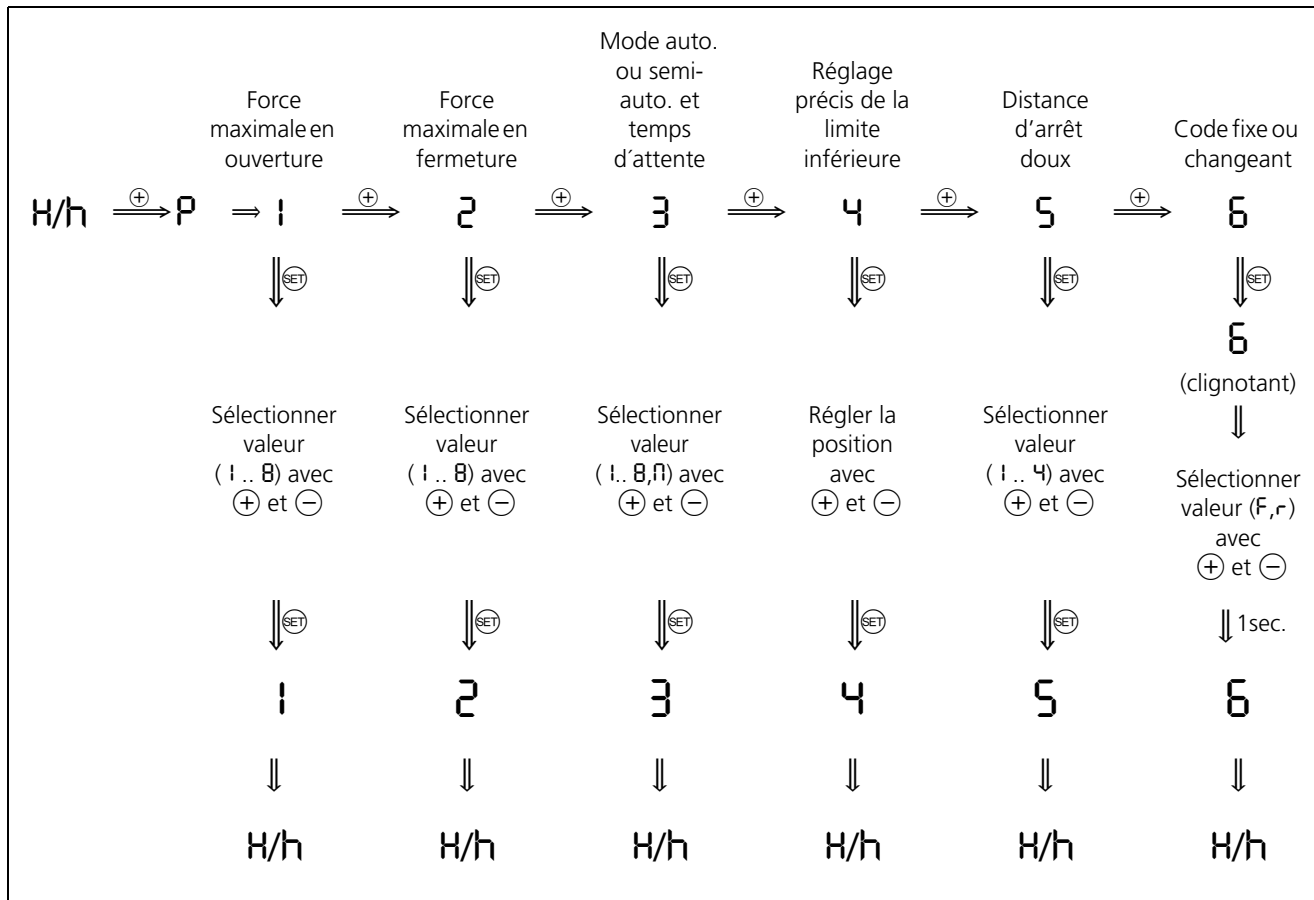 Force
maximale en
ouverture
Force
maximale en
fermeture
Mode auto.
ou semi-
auto. et
temps
d´attente
Réglage
précis de la
limite
inférieure
Distance
d'arrêt
doux
Code fixe ou
changeant
H/h ⊕ P ⇒ 1 ⊕ 2 ⊕ 3 ⊕ 4 ⊕ 5 ⊕ 6
SET SET SET SET SET SET
6
(clignotant)
Sélectionner
valeur
(1 .. 8) avec
⊕ et ⊖
Sélectionner
valeur
(1 .. 8) avec
⊕ et ⊖
Sélectionner
valeur
(1.. 8,n) avec
⊕ et ⊖
Régler la
position
avec
⊕ et ⊖
Sélectionner
valeur
(1 .. 4) avec
⊕ et ⊖
Sélectionner
valeur (F,r)
avec
⊕ et ⊖
SET SET SET SET SET 1sec.
1 2 3 4 5 6
H/h H/h H/h H/h H/h H/h